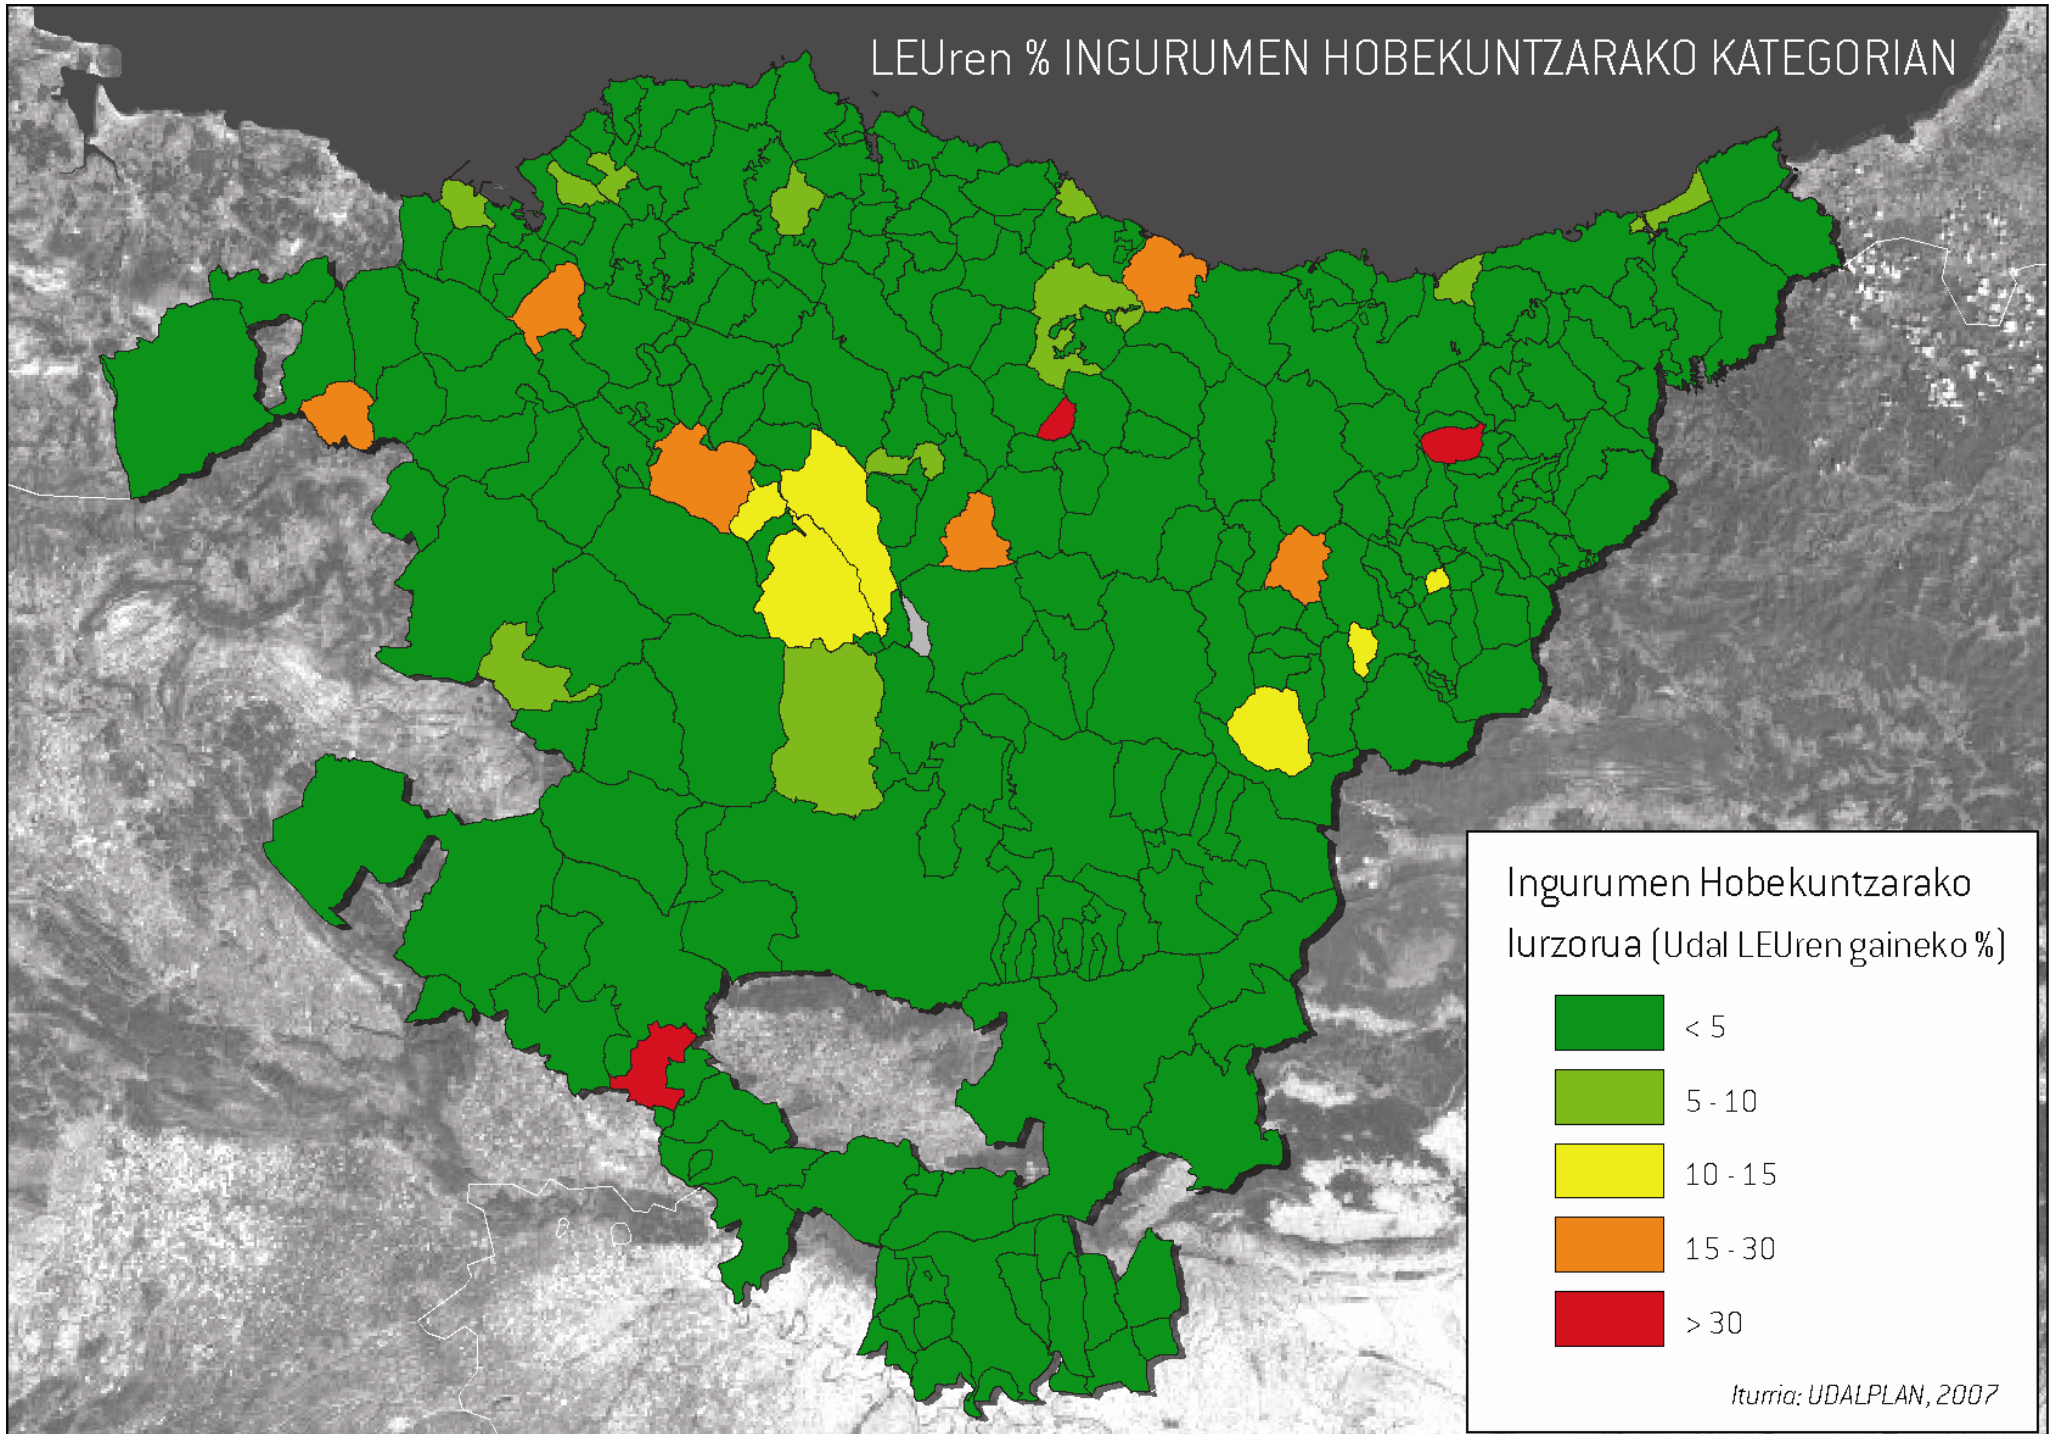 LEUren % INGURUMEN HOBEKUNTZARAKO KATEGORIAN
Ingurumen Hobekuntzarako
lurzorua (Udal LEUren gaineko %)
< 5
5 - 10
10 - 15
15 - 30
> 30
Iturria: UDALPLAN, 2007